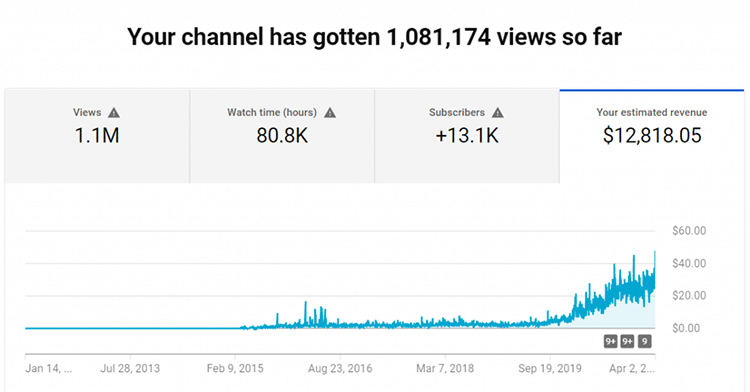 Your channel has gotten 1,081,174 views so far
Views
1.1M
Watch time (hours)
80.8K
Subscribers
+13.1K
Your estimated revenue
$12,818.05
$60.00
$40.00
$20.00
$0.00
9+ 9+ 9
Jan 14, ... Jul 28, 2013 Feb 9, 2015 Aug 23, 2016 Mar 7, 2018 Sep 19, 2019 Apr 2, 2...